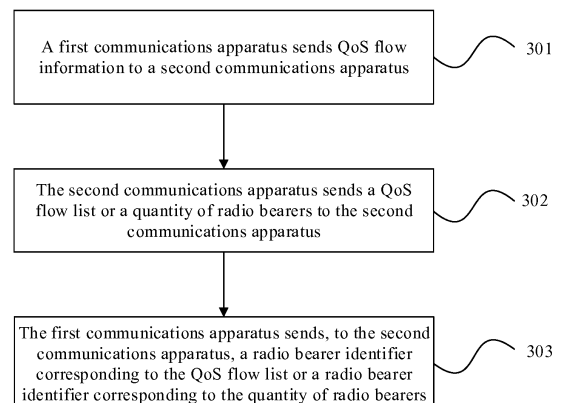 A first communications apparatus sends QoS flow
information to a second communications apparatus
301
The second communications apparatus sends a QoS
flow list or a quantity of radio bearers to the second
communications apparatus
302
The first communications apparatus sends, to the second
communications apparatus, a radio bearer identifier
corresponding to the QoS flow list or a radio bearer
identifier corresponding to the quantity of radio bearers
303